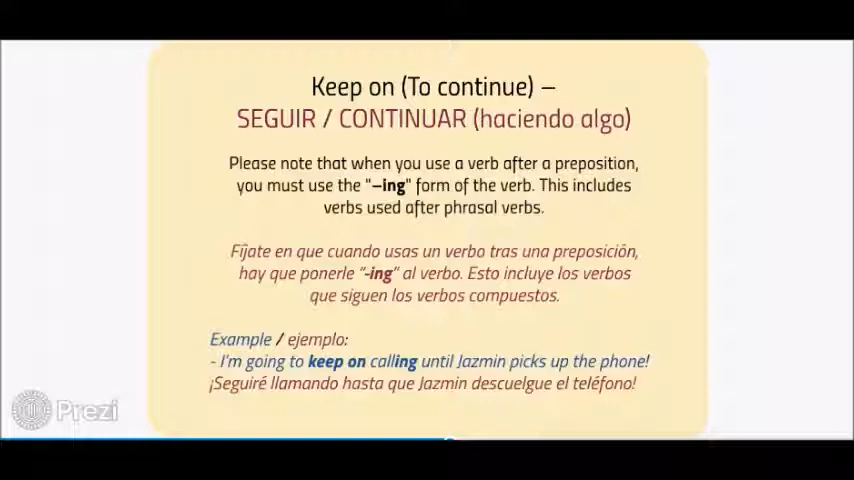 Keep on (To continue) –
SEGUIR / CONTINUAR (haciendo algo)
Please note that when you use a verb after a preposition,
you must use the "–ing" form of the verb. This includes
verbs used after phrasal verbs.
Fíjate en que cuando usas un verbo tras una preposición,
hay que ponerle "-ing" al verbo. Esto incluye los verbos
que siguen los verbos compuestos.
Example / ejemplo:
- I'm going to keep on calling until Jazmin picks up the phone!
¡Seguiré llamando hasta que Jazmin descuelgue el teléfono!
Prezi